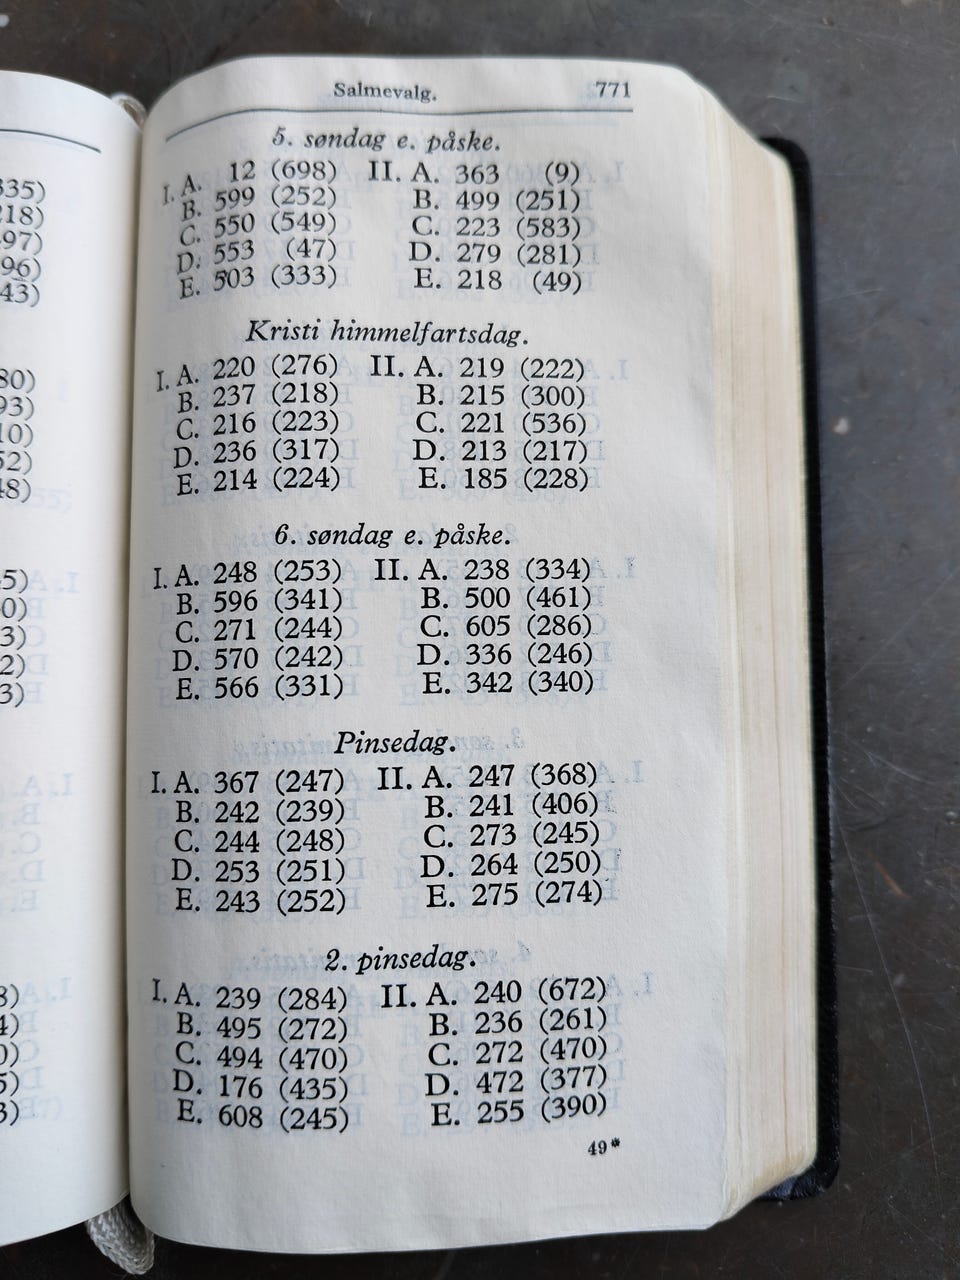 Salmevalg. 771
5. søndag e. påske.
I. A. 12 (698) II. A. 363 (9)
B. 599 (252) B. 499 (251)
C. 550 (549) C. 223 (583)
D. 553 (47) D. 279 (281)
E. 503 (333) E. 218 (49)
Kristi himmelfartsdag.
I. A. 220 (276) II. A. 219 (222)
B. 237 (218) B. 215 (300)
C. 216 (223) C. 221 (536)
D. 236 (317) D. 213 (217)
E. 214 (224) E. 185 (228)
6. søndag e. påske.
I. A. 248 (253) II. A. 238 (334)
B. 596 (341) B. 500 (461)
C. 271 (244) C. 605 (286)
D. 570 (242) D. 336 (246)
E. 566 (331) E. 342 (340)
Pinsedag.
I. A. 367 (247) II. A. 247 (368)
B. 242 (239) B. 241 (406)
C. 244 (248) C. 273 (245)
D. 253 (251) D. 264 (250)
E. 243 (252) E. 275 (274)
2. pinsedag.
I. A. 239 (284) II. A. 240 (672)
B. 495 (272) B. 236 (261)
C. 494 (470) C. 272 (470)
D. 176 (435) D. 472 (377)
E. 608 (245) E. 255 (390)
49*